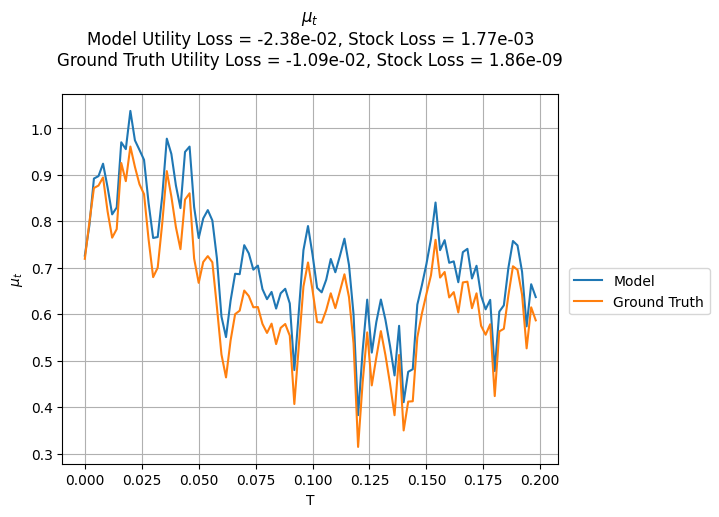 μₜ
Model Utility Loss = -2.38e-02, Stock Loss = 1.77e-03
Ground Truth Utility Loss = -1.09e-02, Stock Loss = 1.86e-09
1.0
0.9
0.8
0.7
0.6
0.5
0.4
0.3
μₜ
0.000 0.025 0.050 0.075 0.100 0.125 0.150 0.175 0.200
T
Model
Ground Truth